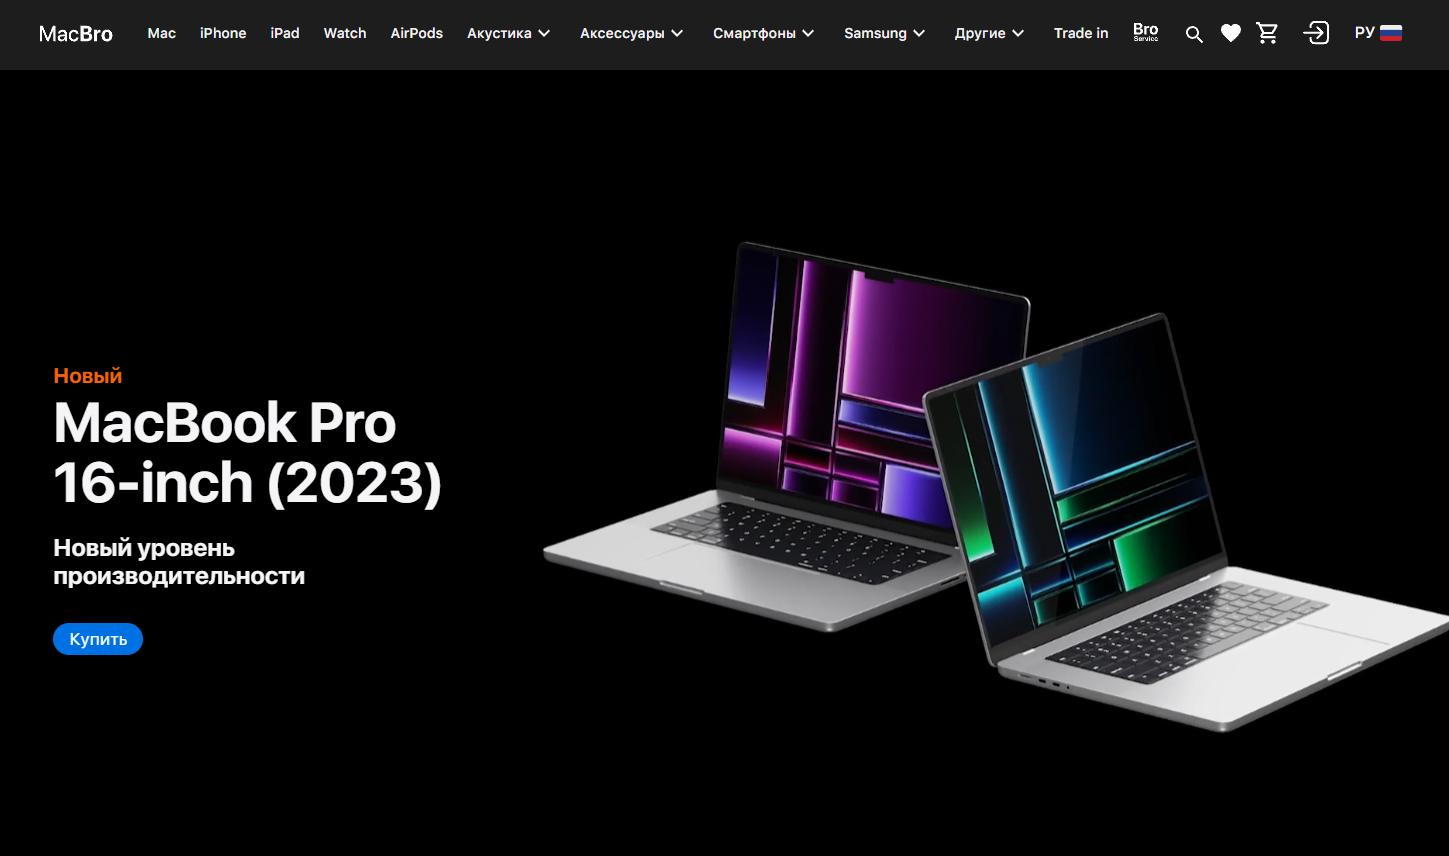 MacBro Mac iPhone iPad Watch AirPods Акустика Аксессуары Смартфоны Samsung Другие Trade in Bro Service РУ
Новый
MacBook Pro
16-inch (2023)
Новый уровень
производительности
Купить